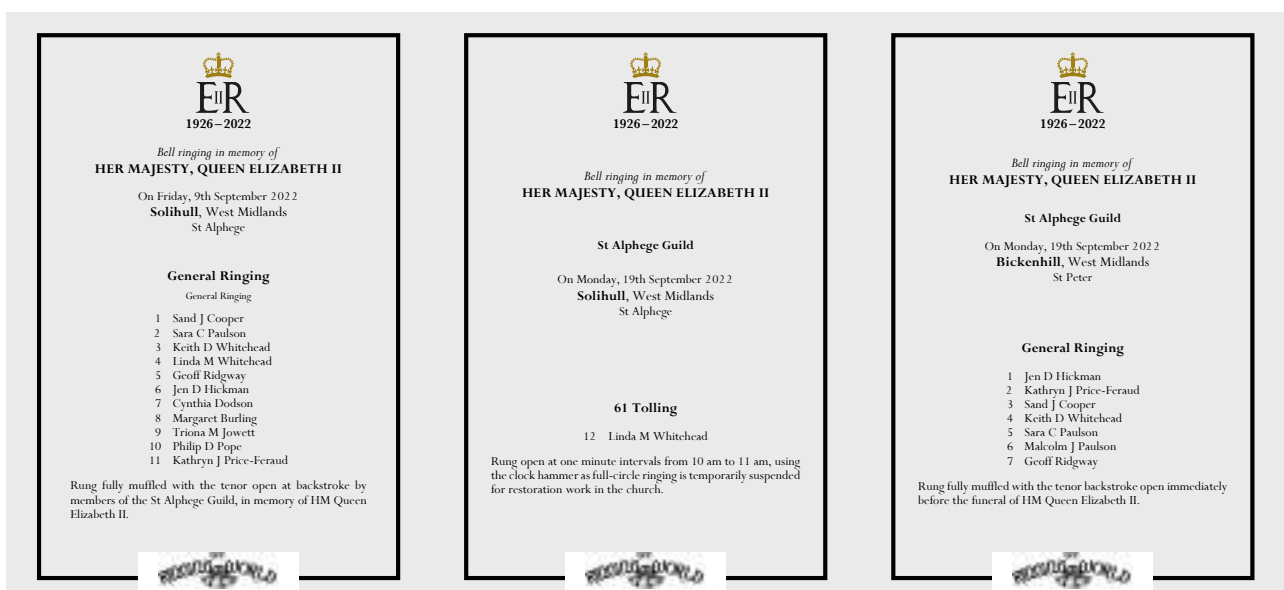 EIIR
1926–2022
Bell ringing in memory of
HER MAJESTY, QUEEN ELIZABETH II
On Friday, 9th September 2022
Solihull, West Midlands
St Alphege
General Ringing
General Ringing
1 Sand J Cooper
2 Sara C Paulson
3 Keith D Whitehead
4 Linda M Whitehead
5 Geoff Ridgway
6 Jen D Hickman
7 Cynthia Dodson
8 Margaret Burling
9 Triona M Jowett
10 Philip D Pope
11 Kathryn J Price-Feraud
Rung fully muffled with the tenor open at backstroke by
members of the St Alphege Guild, in memory of HM Queen
Elizabeth II.
RINGING WORLD
EIIR
1926–2022
Bell ringing in memory of
HER MAJESTY, QUEEN ELIZABETH II
St Alphege Guild
On Monday, 19th September 2022
Solihull, West Midlands
St Alphege
61 Tolling
12 Linda M Whitehead
Rung open at one minute intervals from 10 am to 11 am, using
the clock hammer as full-circle ringing is temporarily suspended
for restoration work in the church.
RINGING WORLD
EIIR
1926–2022
Bell ringing in memory of
HER MAJESTY, QUEEN ELIZABETH II
St Alphege Guild
On Monday, 19th September 2022
Bickenhill, West Midlands
St Peter
General Ringing
1 Jen D Hickman
2 Kathryn J Price-Feraud
3 Sand J Cooper
4 Keith D Whitehead
5 Sara C Paulson
6 Malcolm J Paulson
7 Geoff Ridgway
Rung fully muffled with the tenor backstroke open immediately
before the funeral of HM Queen Elizabeth II.
RINGING WORLD